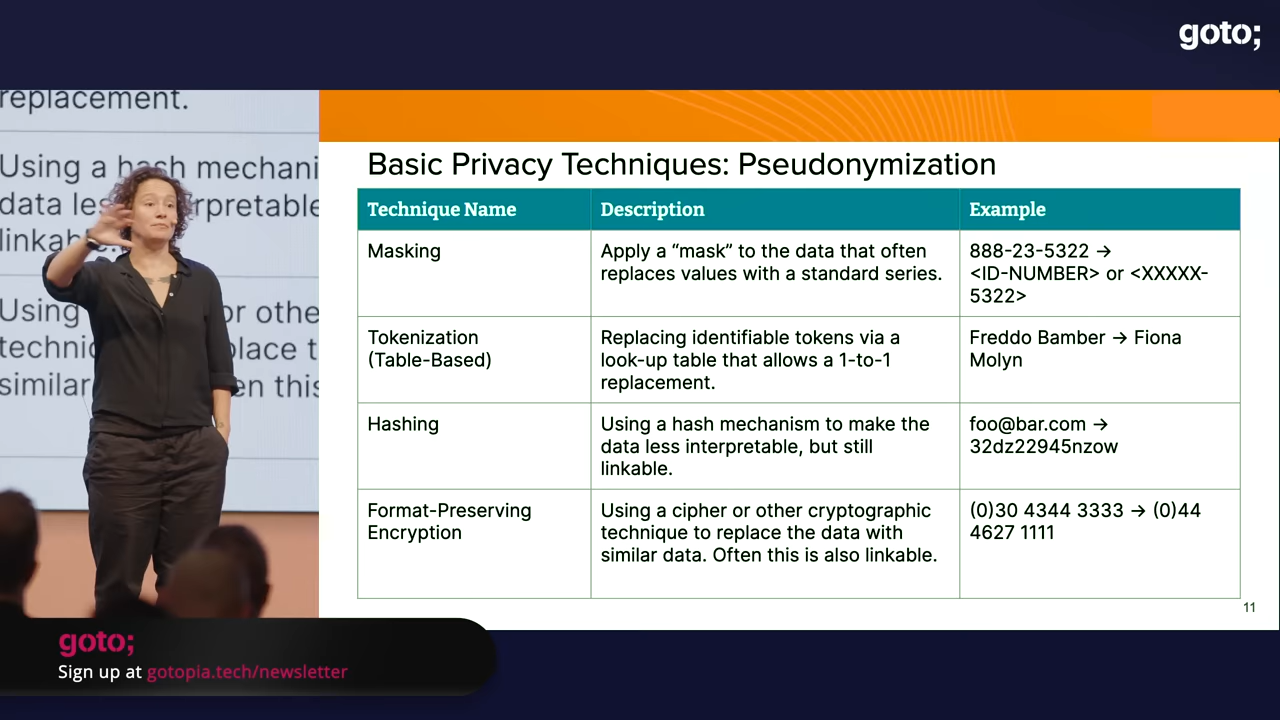 goto;
replacement.
Using a hash mechani
data les rpretable
linkab
Using or othe
techni place t
similar en this
Basic Privacy Techniques: Pseudonymization
Technique Name Description Example
Masking
Apply a “mask” to the data that often
replaces values with a standard series.
888-23-5322 →
<ID-NUMBER> or <XXXXX-
5322>
Tokenization
(Table-Based)
Replacing identifiable tokens via a
look-up table that allows a 1-to-1
replacement.
Freddo Bamber → Fiona
Molyn
Hashing
Using a hash mechanism to make the
data less interpretable, but still
linkable.
foo@bar.com →
32dz22945nzow
Format-Preserving
Encryption
Using a cipher or other cryptographic
technique to replace the data with
similar data. Often this is also linkable.
(0)30 4344 3333 → (0)44
4627 1111
11
goto;
Sign up at gotopia.tech/newsletter